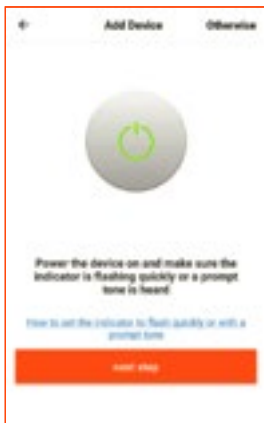 Add Device Otherwise
Power the device on and make sure the
indicator is flashing quickly or a prompt
tone is heard
How to set the indicator to flash quickly or with a
prompt tone
next step